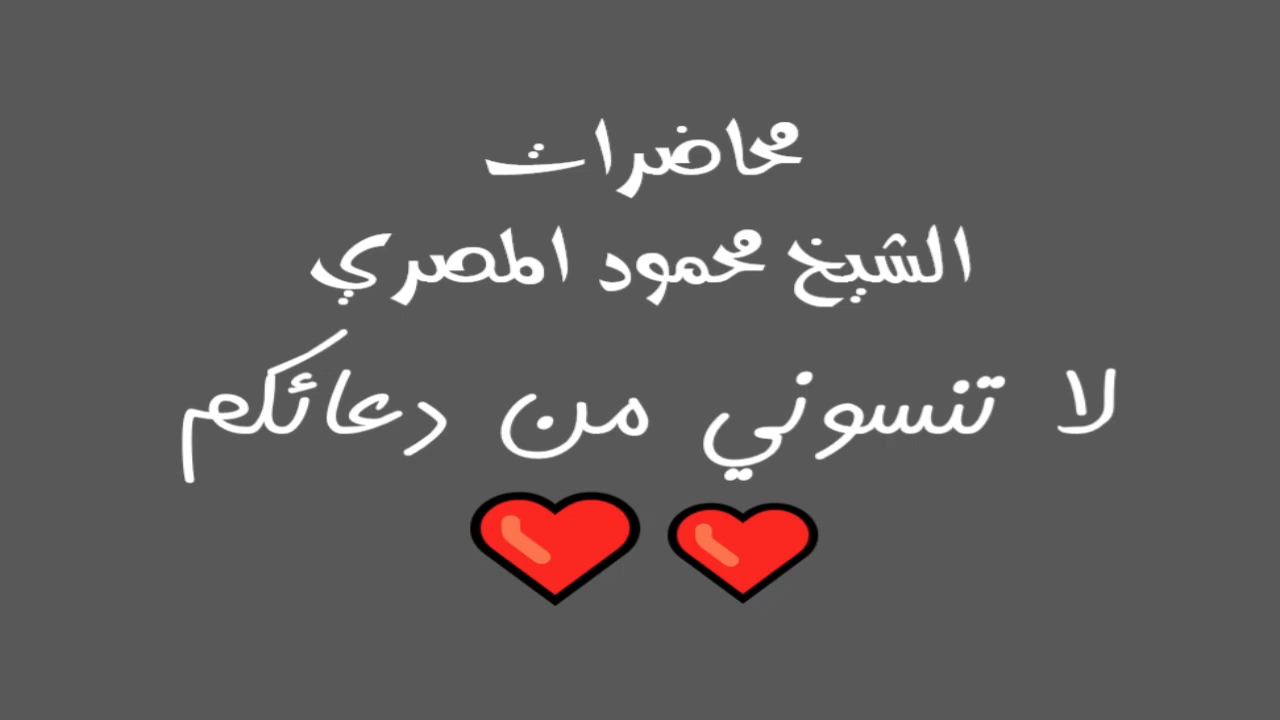 محاضرات
الشيخ محمود المصري
لا تنسوني من دعائكم